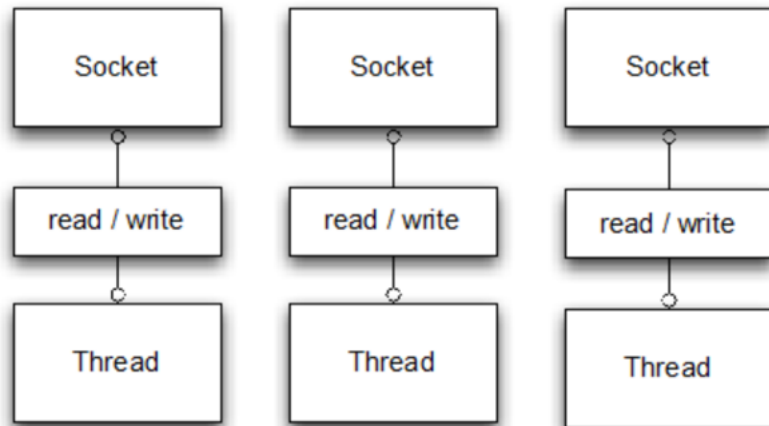 Socket
Socket
Socket
read / write
read / write
read / write
Thread
Thread
Thread